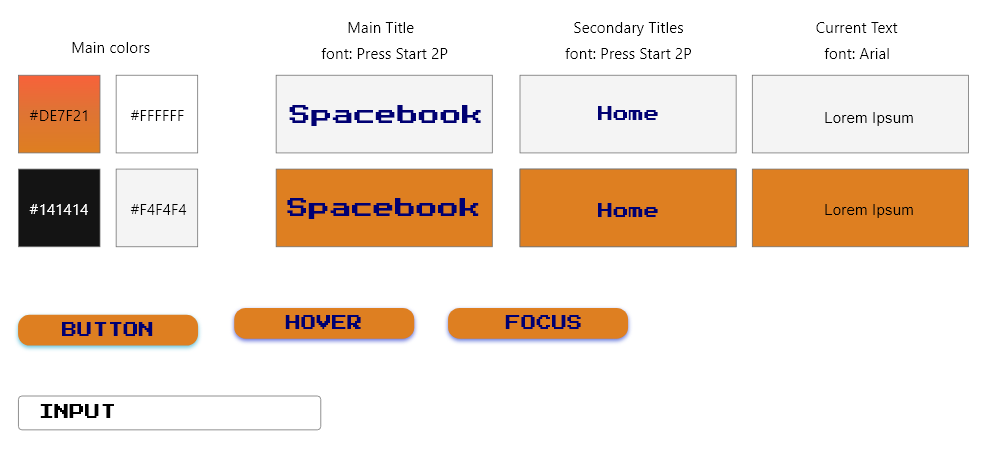 Main colors
#DE7F21
#FFFFFF
#141414
#F4F4F4
Main Title
font: Press Start 2P
Spacebook
Spacebook
Secondary Titles
font: Press Start 2P
Home
Home
Current Text
font: Arial
Lorem Ipsum
Lorem Ipsum
BUTTON
HOVER
FOCUS
INPUT